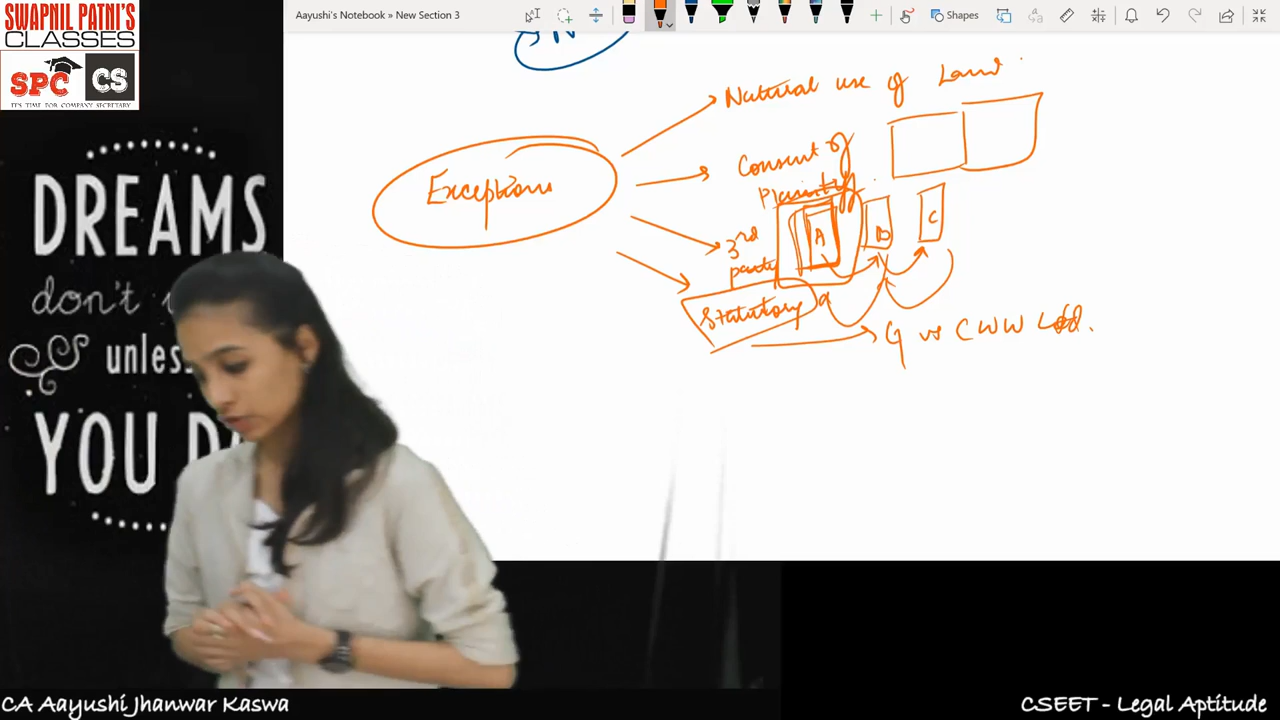 SWAPNIL PATNI'S
CLASSES
SPC
CS
IT'S TIME FOR COMPANY SECRETARY
Aayushi's Notebook » New Section 3
Shapes
Natural use of Land
Exceptions
Consent of
Plaintiff
3rd
party
A
B
C
Statutory
G vs C W W Ltd.
DREAMS
don't
unless
YOU
CA Aayushi Jhanwar Kaswa
CSEET - Legal Aptitude